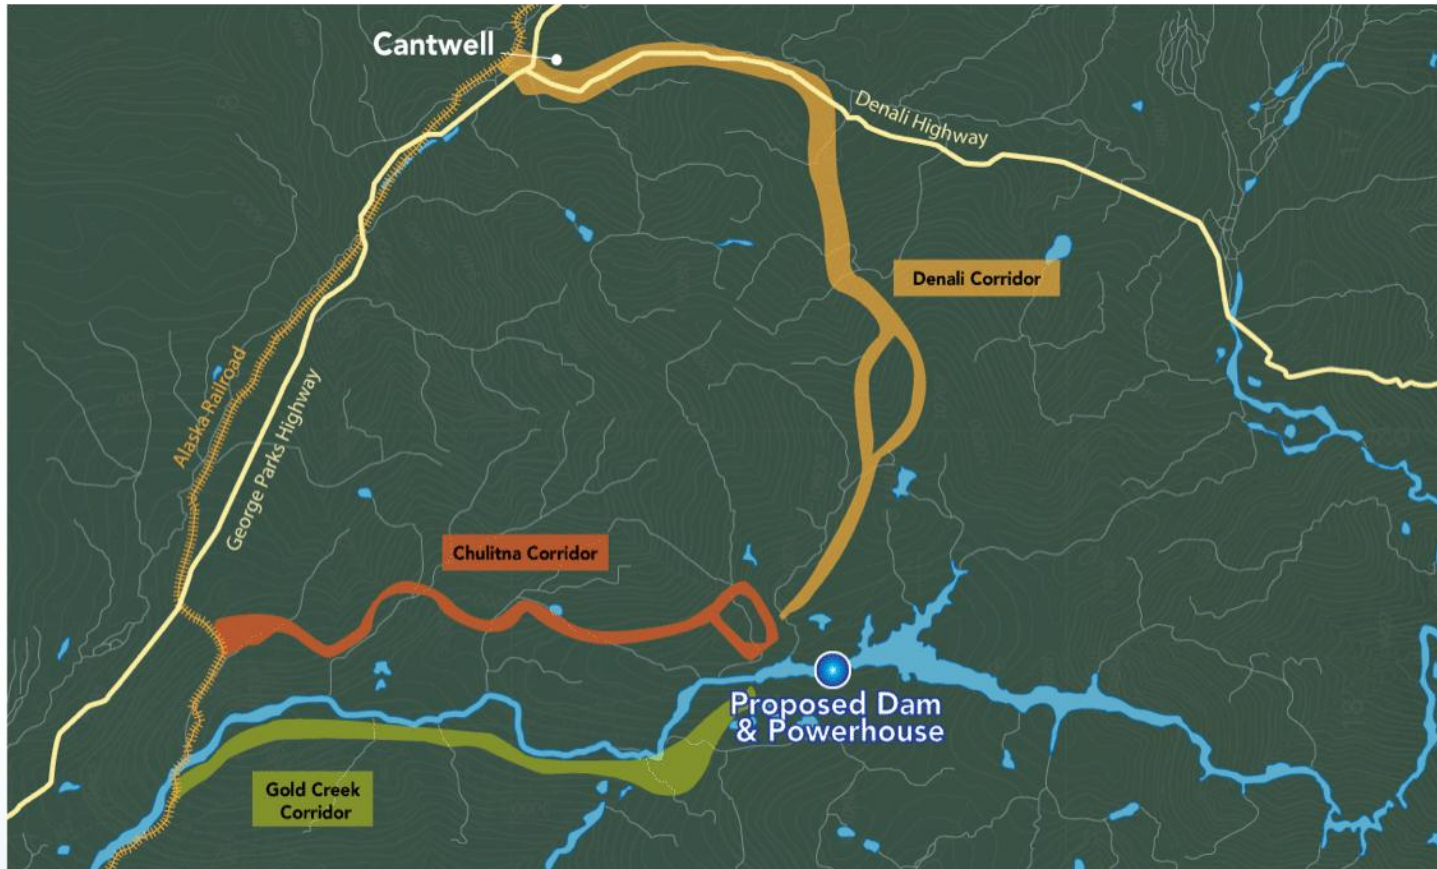 Cantwell
Denali Highway
Denali Corridor
Alaska Railroad
George Parks Highway
Chulitna Corridor
Proposed Dam
& Powerhouse
Gold Creek
Corridor